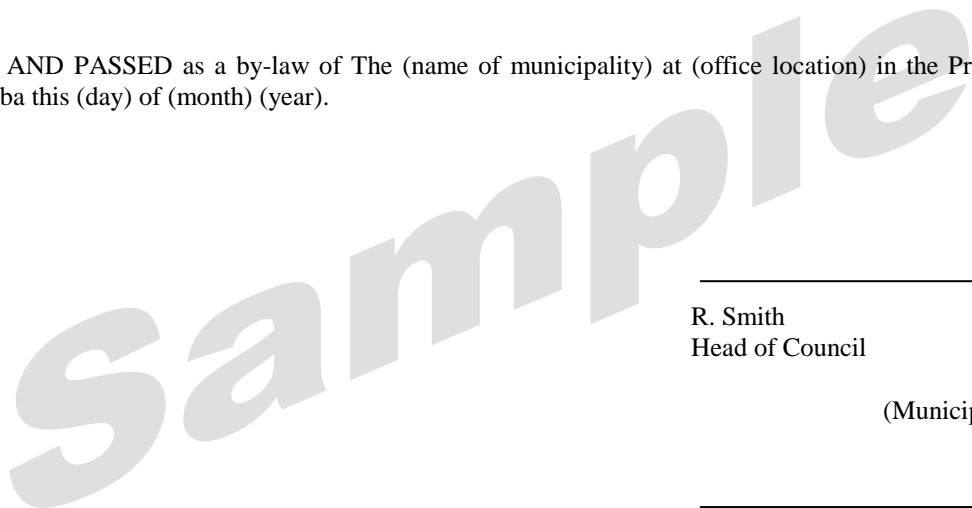 AND PASSED as a by-law of The (name of municipality) at (office location) in the Pr
ba this (day) of (month) (year).
Sample
R. Smith
Head of Council
(Municip